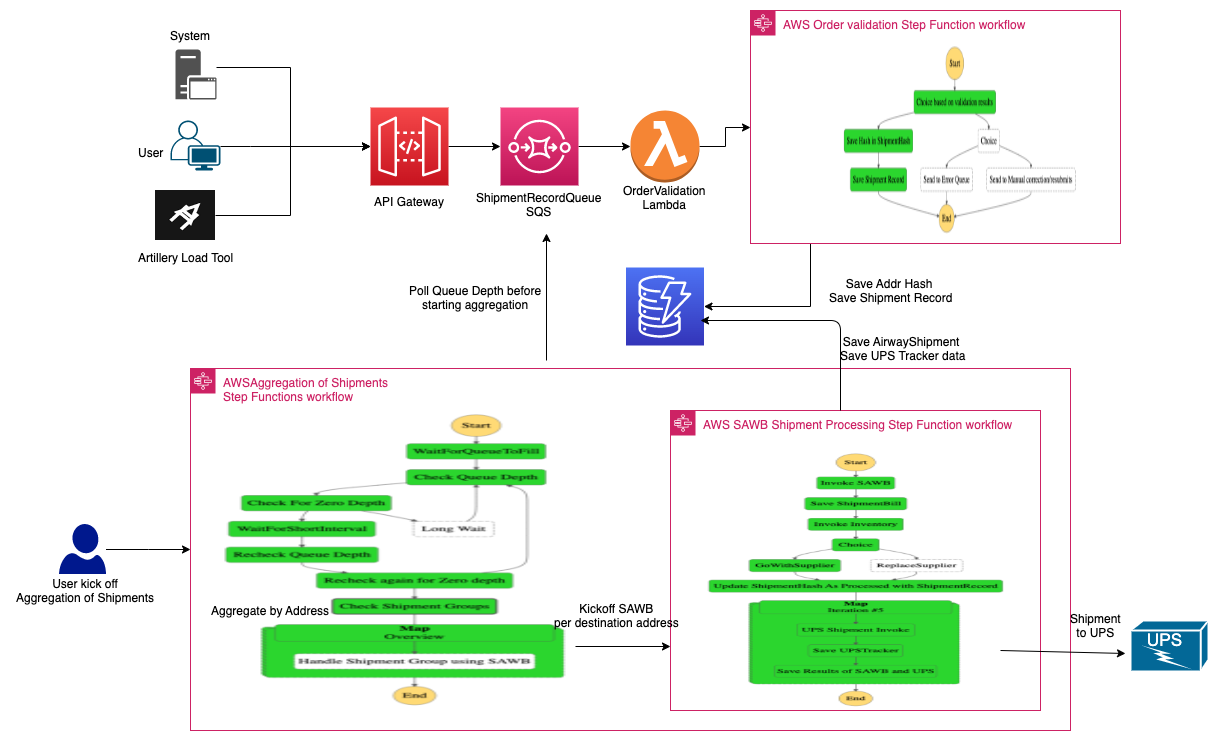 System
User
Artillery Load Tool
API Gateway
ShipmentRecordQueue
SQS
OrderValidation
Lambda
AWS Order validation Step Function workflow
Start
Choice based on validation results
Save Hash in ShipmentHash
Choice
Save Shipment Record
Send to Error Queue
Send to Manual correction/resubmits
End
Poll Queue Depth before
starting aggregation
Save Addr Hash
Save Shipment Record
Save AirwayShipment
Save UPS Tracker data
AWSAggregation of Shipments
Step Functions workflow
Start
WaitForQueueToFill
Check Queue Depth
Check For Zero Depth
WaitForShortInterval
Long Wait
Recheck Queue Depth
Recheck again for Zero depth
Aggregate by Address
Check Shipment Groups
Map
Overview
Handle Shipment Group using SAWB
End
User kick off
Aggregation of Shipments
Kickoff SAWB
per destination address
AWS SAWB Shipment Processing Step Function workflow
Start
Invoke SAWB
Save ShipmentBill
Invoke Inventory
Choice
GoWithSupplier
ReplaceSupplier
Update ShipmentHash As Processed with ShipmentRecord
Map
Iteration #5
UPS Shipment Invoke
Save UPSTracker
Save Results of SAWB and UPS
End
Shipment
to UPS
UPS